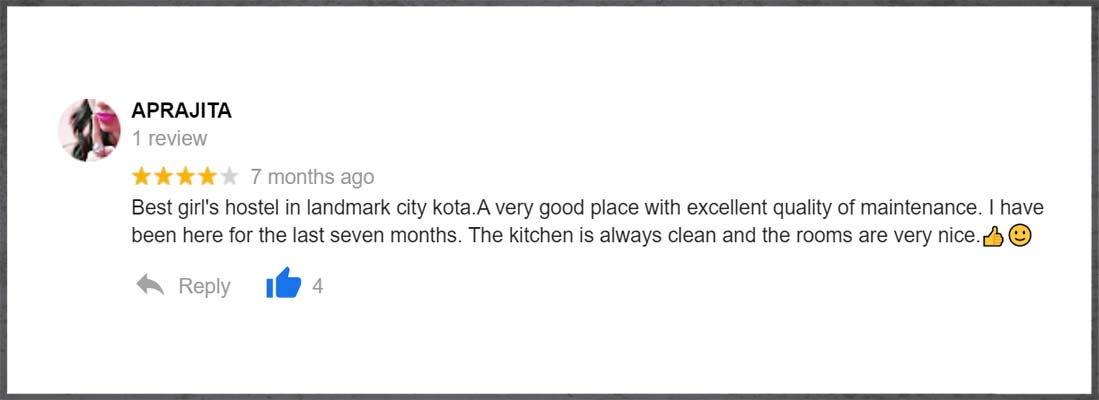 APRAJITA
1 review
7 months ago
Best girl's hostel in landmark city kota.A very good place with excellent quality of maintenance. I have
been here for the last seven months. The kitchen is always clean and the rooms are very nice.👍🙂
Reply 4